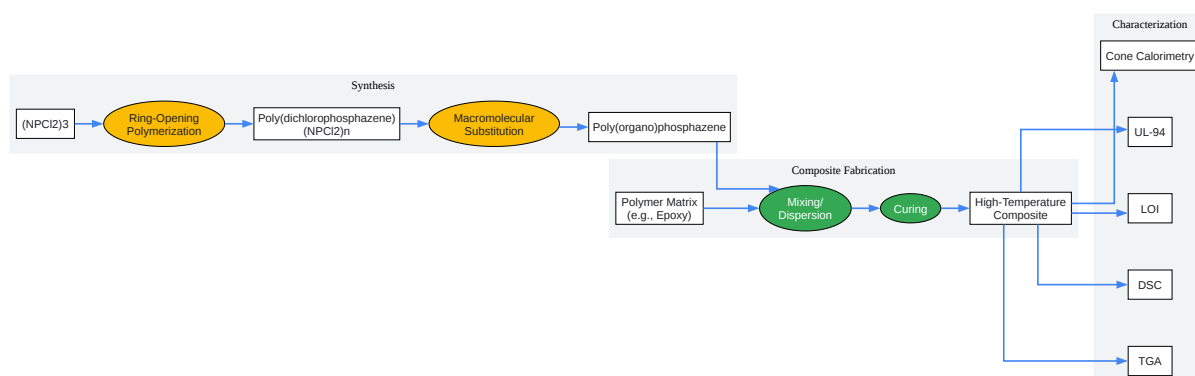 Characterization
Cone Calorimetry
Synthesis
(NPCl2)3
Ring-Opening
Polymerization
Poly(dichlorophosphazene)
(NPCl2)n
Macromolecular
Substitution
Poly(organo)phosphazene
UL-94
Composite Fabrication
Polymer Matrix
(e.g., Epoxy)
Mixing/
Dispersion
Curing
High-Temperature
Composite
LOI
DSC
TGA